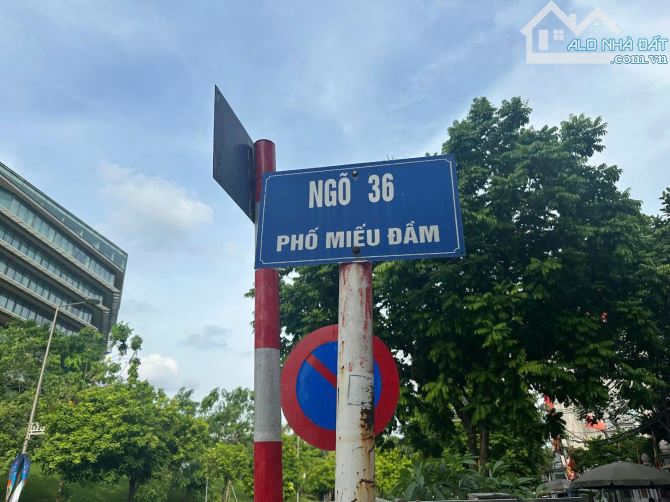 ALO NHÀ ĐẤT
.com.vn
NGÕ 36
PHỐ MIẾU ĐẦM